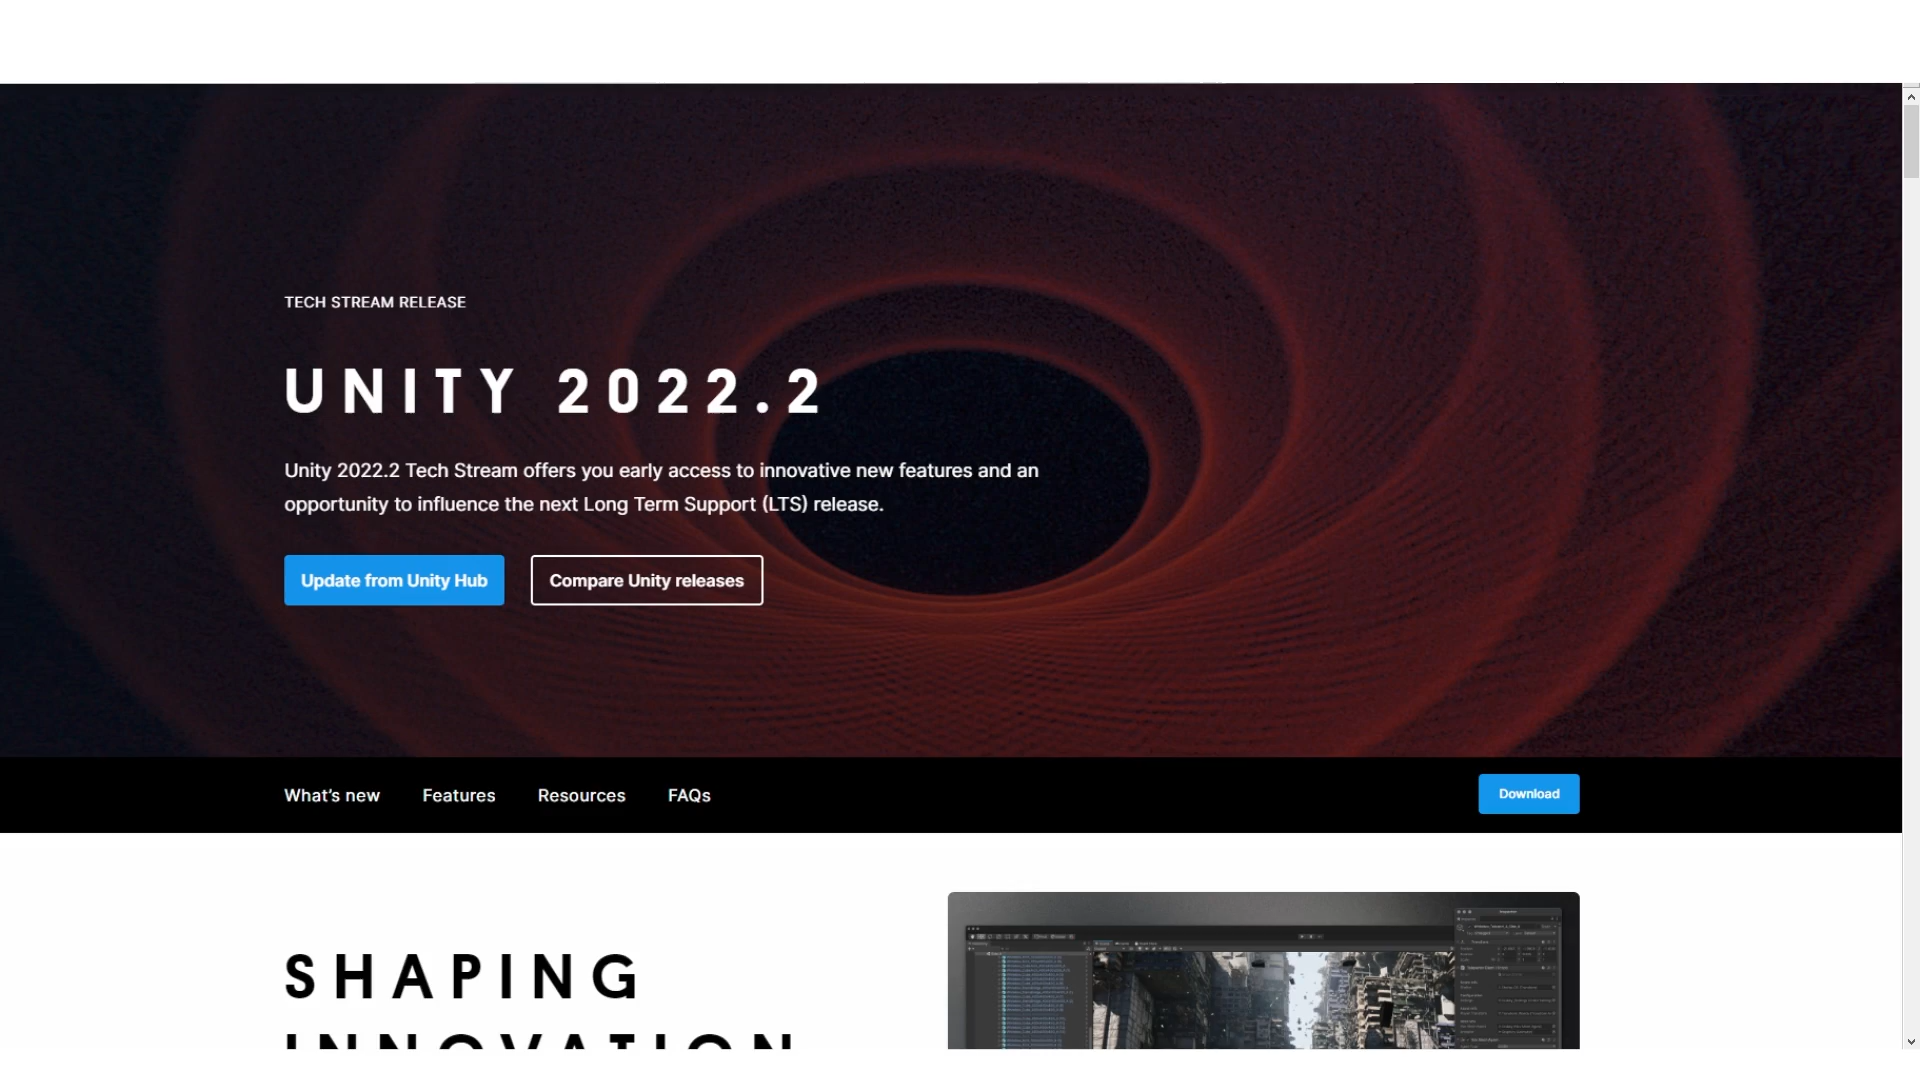 TECH STREAM RELEASE
UNITY 2022.2
Unity 2022.2 Tech Stream offers you early access to innovative new features and an
opportunity to influence the next Long Term Support (LTS) release.
Update from Unity Hub
Compare Unity releases
What's new
Features
Resources
FAQs
Download
SHAPING
INNOVATION